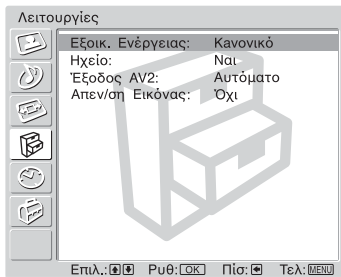 Λειτουργίες
Εξοικ. Ενέργειας: Κανονικό
Ηχείο: Ναι
Έξοδος AV2: Αυτόματο
Απεν/ση Εικόνας: Όχι
Επιλ.: Ρυθ: OK Πίσ: Τελ: MENU